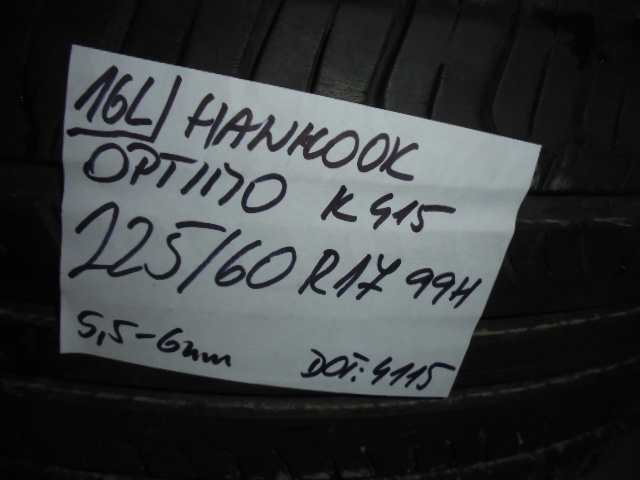 16L/ HANKOOK
OPTIMO K415
225/60 R17 99H
5,5-6mm DOT: 4115